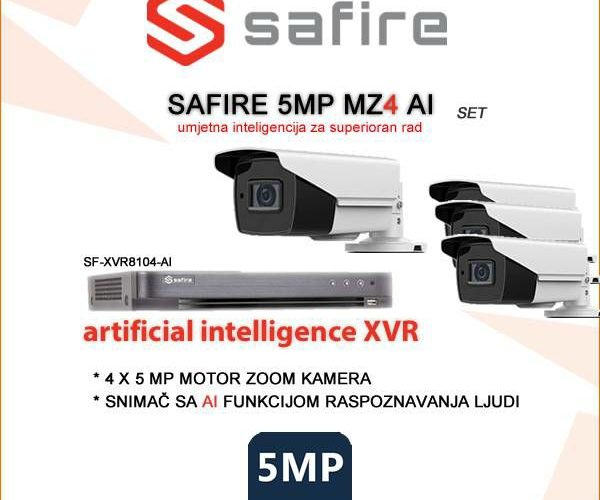 safire
SAFIRE 5MP MZ4 AI SET
umjetna inteligencija za superioran rad
SF-XVR8104-AI
safire
artificial intelligence XVR
* 4 X 5 MP MOTOR ZOOM KAMERA
* SNIMAČ SA AI FUNKCIJOM RASPOZNAVANJA LJUDI
5MP